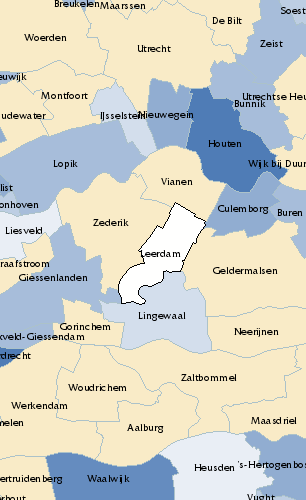 Breukelen
Maarssen
Soest
De Bilt
Woerden
Utrecht
Zeist
euwijk
Montfoort
Utrechtse Heu
Bunnik
IJsselstein
Nieuwegein
udewater
Houten
Lopik
Wijk bij Duur
Vianen
list
onhoven
Culemborg
Buren
Zederik
Liesveld
Leerdam
raafstroom
Geldermalsen
Giessenlanden
Lingewaal
Gorinchem
Neerijnen
kveld-Giessendam
rdrecht
Zaltbommel
Woudrichem
Werkendam
Maasdriel
melen
Aalburg
Heusden
's-Hertogenbos
ertruidenberg
Waalwijk
Vught
rhout